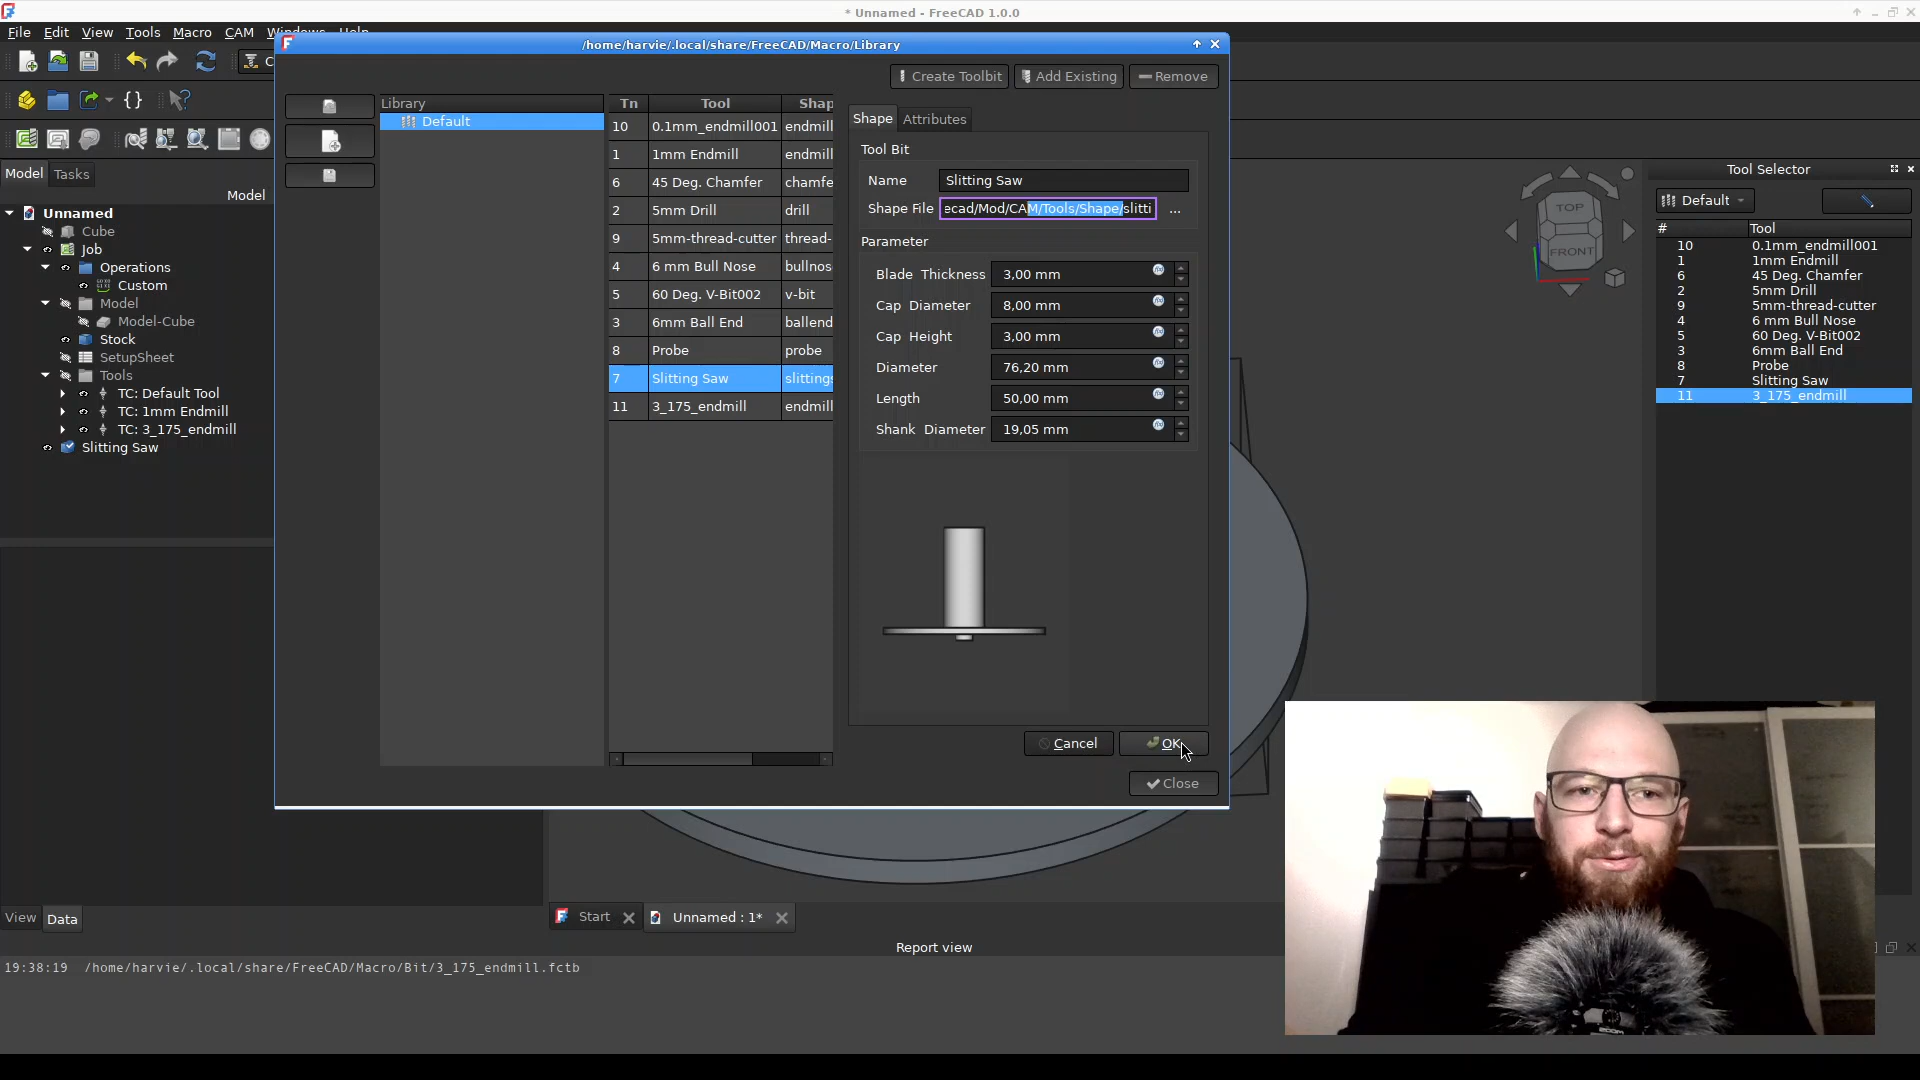 * Unnamed - FreeCAD 1.0.0
File Edit View Tools Macro CAM Windows Help
/home/harvie/.local/share/FreeCAD/Macro/Library
Create Toolbit Add Existing Remove
Library
Default
Tn Tool Shap
10 0.1mm_endmill001 endmill
1 1mm Endmill endmill
6 45 Deg. Chamfer chamfe
2 5mm Drill drill
9 5mm-thread-cutter thread-
4 6 mm Bull Nose bullnos
5 60 Deg. V-Bit002 v-bit
3 6mm Ball End ballend
8 Probe probe
7 Slitting Saw slittings
11 3_175_endmill endmill
Shape Attributes
Tool Bit
Name Slitting Saw
Shape File ecad/Mod/CAM/Tools/Shape/slitti ...
Parameter
Blade Thickness 3,00 mm
Cap Diameter 8,00 mm
Cap Height 3,00 mm
Diameter 76,20 mm
Length 50,00 mm
Shank Diameter 19,05 mm
Cancel OK
Close
Model Tasks
Model
Unnamed
Cube
Job
Operations
Custom
Model
Model-Cube
Stock
SetupSheet
Tools
TC: Default Tool
TC: 1mm Endmill
TC: 3_175_endmill
Slitting Saw
View Data
TOP
FRONT
Tool Selector
Default
# Tool
10 0.1mm_endmill001
1 1mm Endmill
6 45 Deg. Chamfer
2 5mm Drill
9 5mm-thread-cutter
4 6 mm Bull Nose
5 60 Deg. V-Bit002
3 6mm Ball End
8 Probe
7 Slitting Saw
11 3_175_endmill
Start Unnamed : 1*
Report view
19:38:19 /home/harvie/.local/share/FreeCAD/Macro/Bit/3_175_endmill.fctb
ZOOM